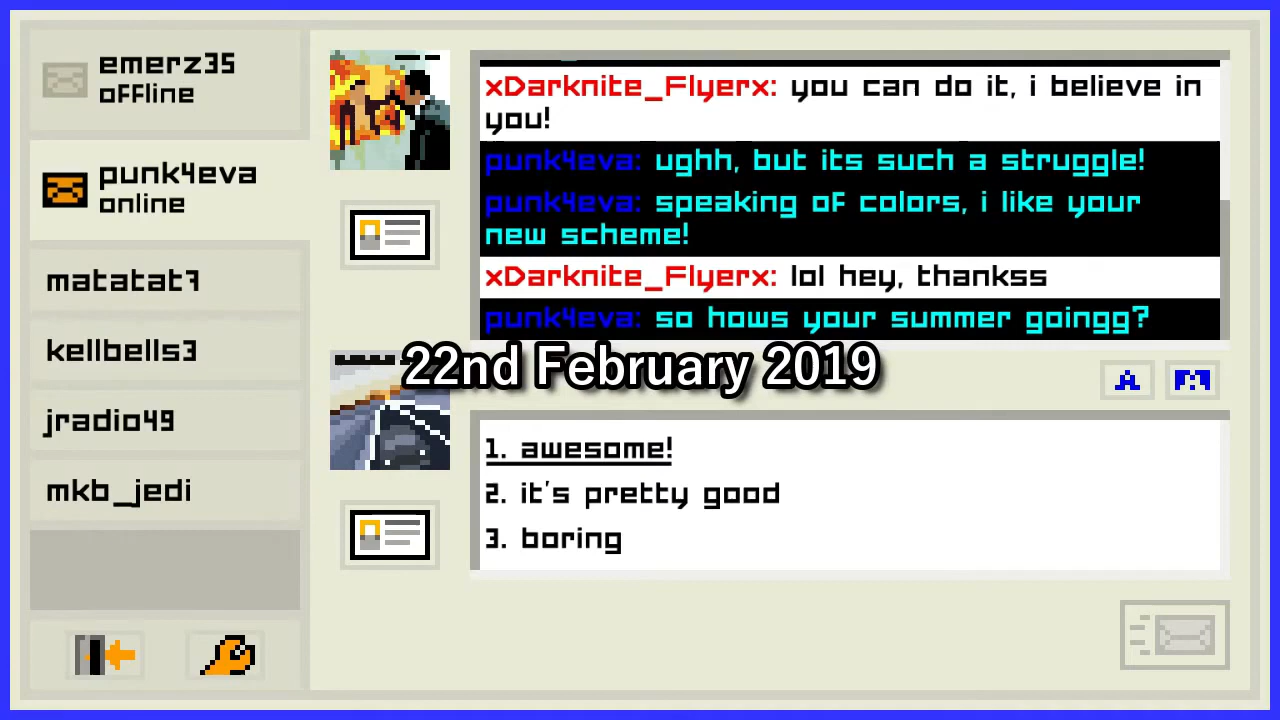 emerz35
offline
punk4eva
online
matatat7
kellbells3
jradio49
mkb_jedi
xDarknite_Flyerx: you can do it, i believe in
you!
punk4eva: ughh, but its such a struggle!
punk4eva: speaking of colors, i like your
new scheme!
xDarknite_Flyerx: lol hey, thankss
punk4eva: so hows your summer goingg?
22nd February 2019
A
1. awesome!
2. it's pretty good
3. boring